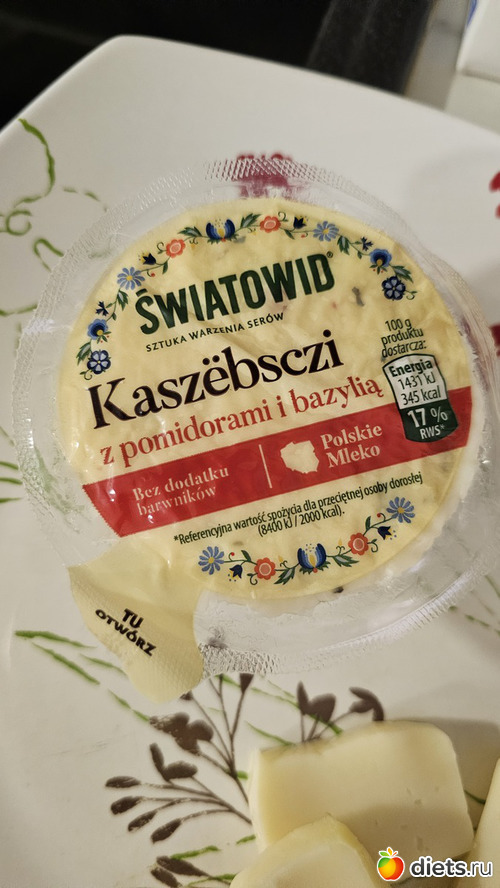 ŚWIATOWID®
SZTUKA WARZENIA SERÓW
Kaszëbsczi
z pomidorami i bazylią
Bez dodatku
barwników
Polskie
Mleko
100 g
produktu
dostarcza:
Energia
1431 kJ
345 kcal
17 %
RWS*
*Referencyjna wartość spożycia dla przeciętnej osoby dorosłej
(8400 kJ / 2000 kcal).
TU
OTWÓRZ
diets.ru